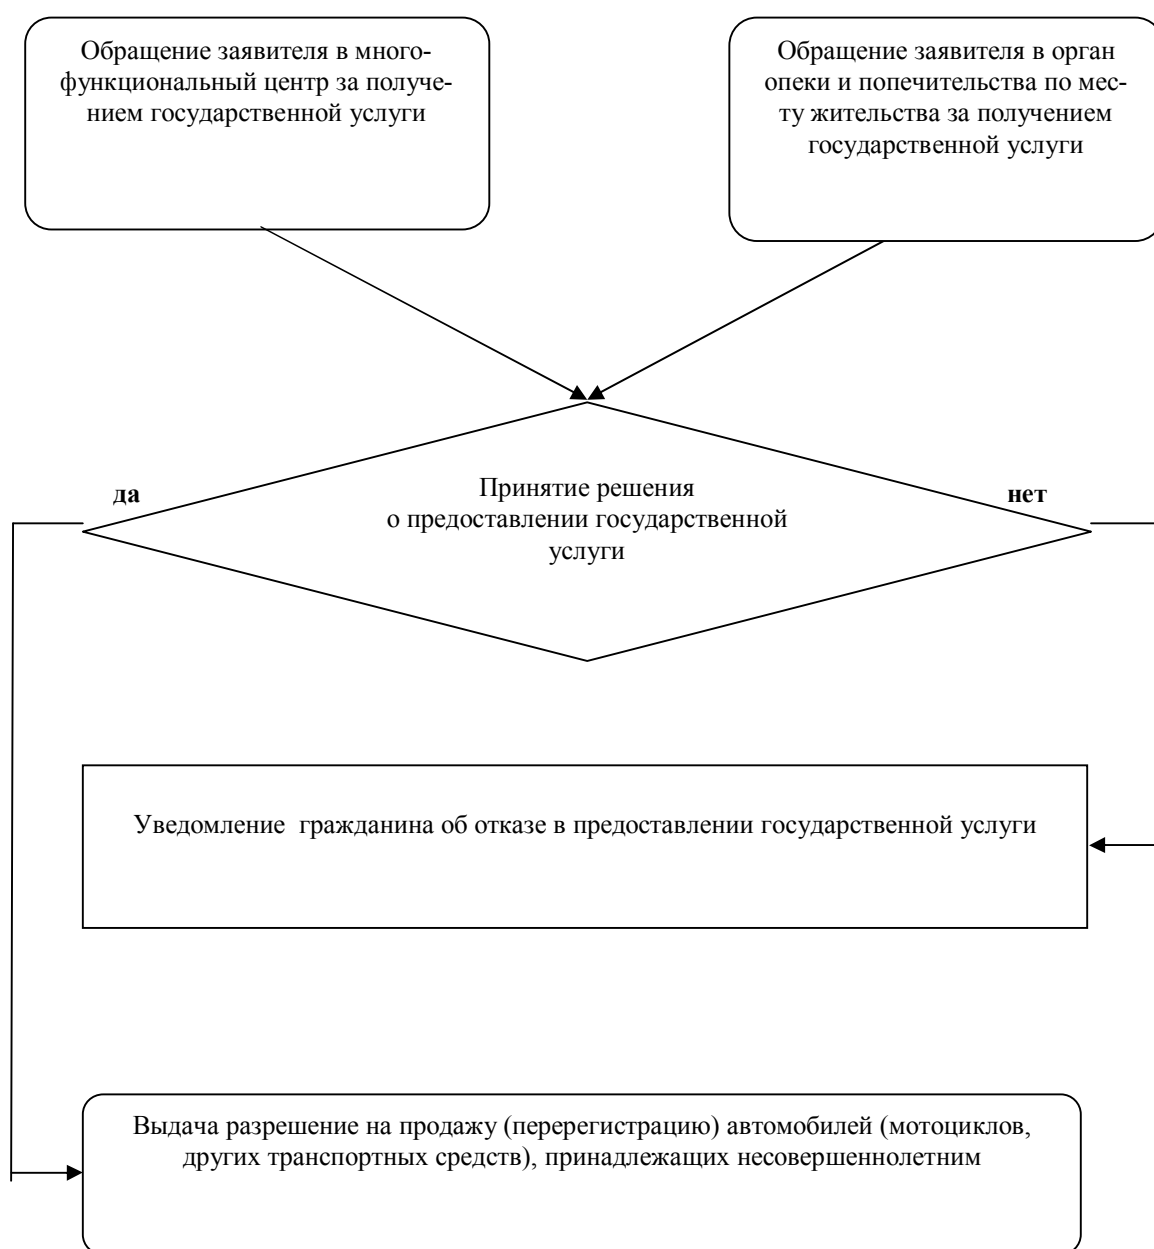 Обращение заявителя в много-
функциональный центр за получе-
нием государственной услуги
Обращение заявителя в орган
опеки и попечительства по мес-
ту жительства за получением
государственной услуги
да
Принятие решения
о предоставлении государственной
услуги
нет
Уведомление гражданина об отказе в предоставлении государственной услуги
Выдача разрешение на продажу (перерегистрацию) автомобилей (мотоциклов,
других транспортных средств), принадлежащих несовершеннолетним